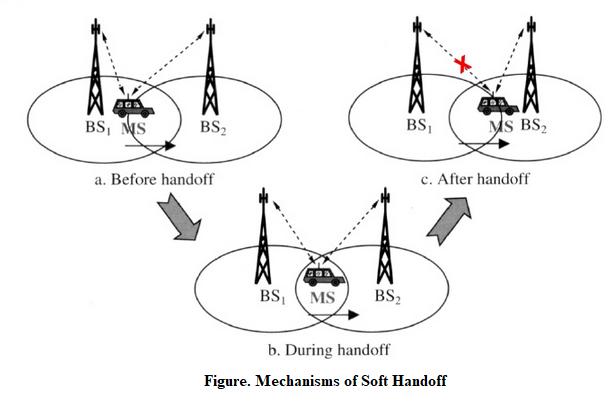 BS1 MS BS2
a. Before handoff
BS1 MS BS2
c. After handoff
BS1 MS BS2
b. During handoff
Figure. Mechanisms of Soft Handoff